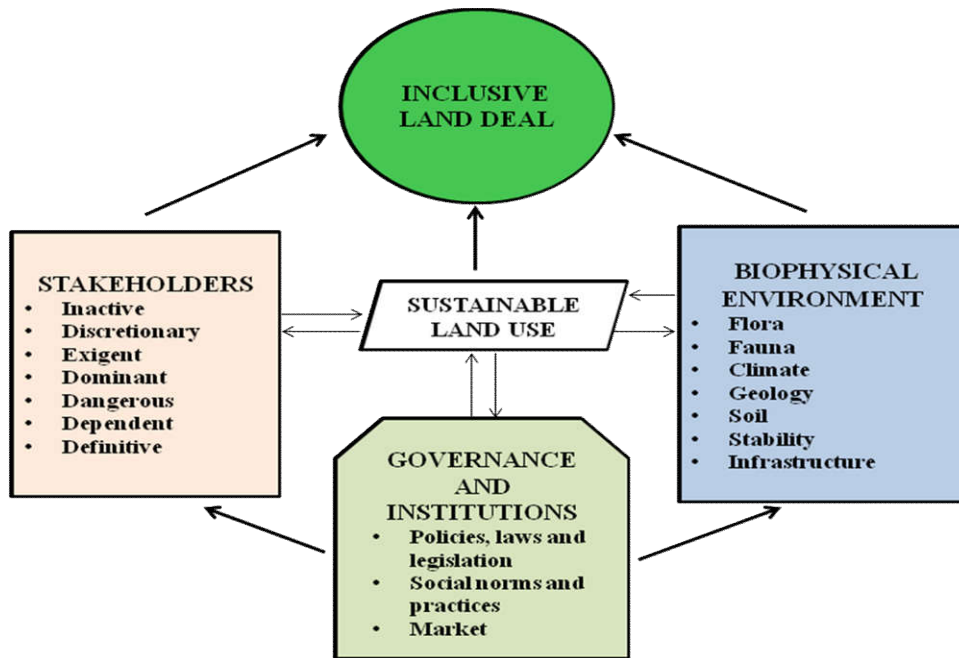 INCLUSIVE
LAND DEAL
STAKEHOLDERS
• Inactive
• Discretionary
• Exigent
• Dominant
• Dangerous
• Dependent
• Definitive
SUSTAINABLE
LAND USE
BIOPHYSICAL
ENVIRONMENT
• Flora
• Fauna
• Climate
• Geology
• Soil
• Stability
• Infrastructure
GOVERNANCE
AND
INSTITUTIONS
• Policies, laws and
legislation
• Social norms and
practices
• Market